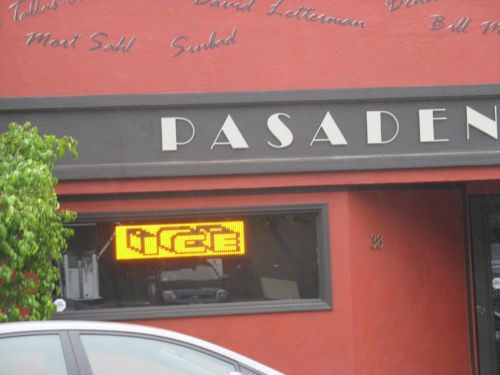 David Letterman
Bill M
Mort Sahl
Sinbad
PASADEN
ICE
38